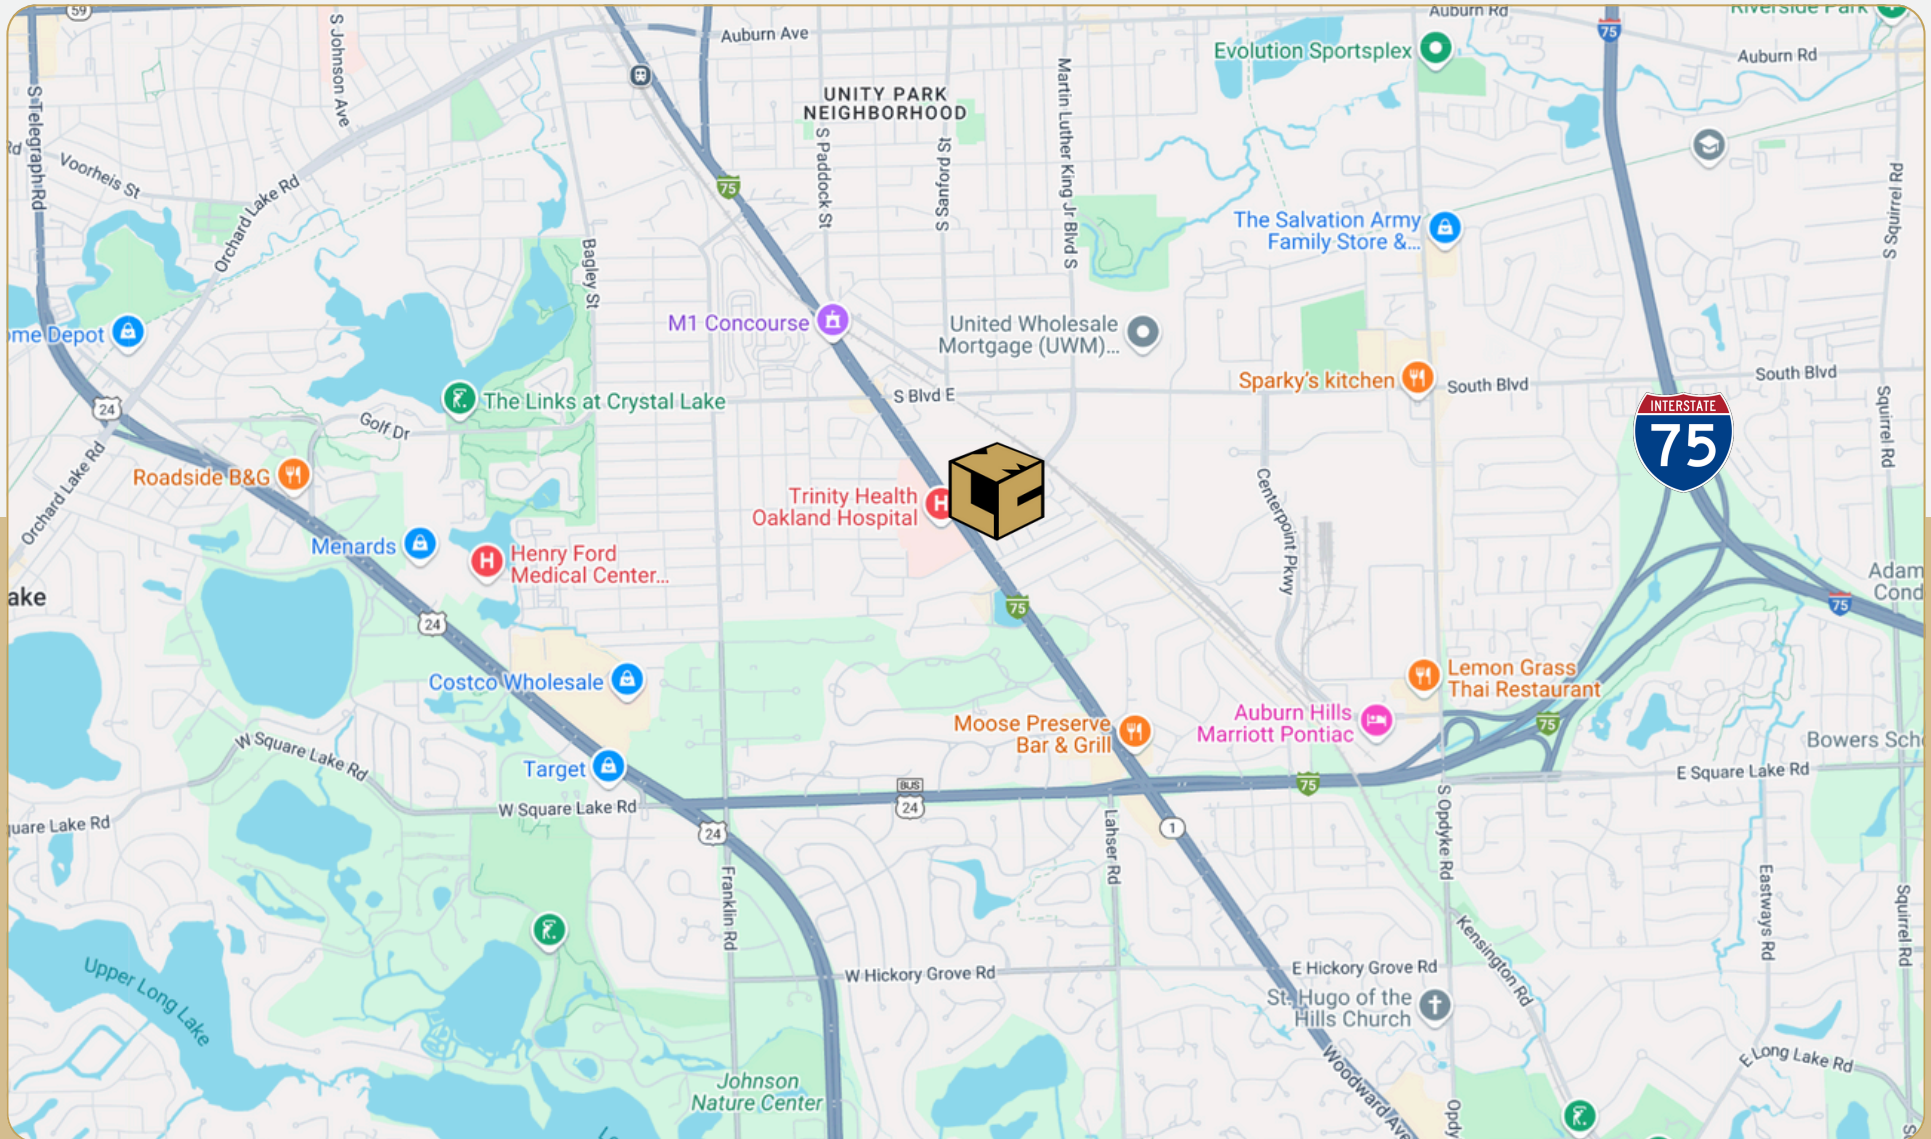 59
Auburn Ave
Auburn Rd
75
Riverside Park
S Johnson Ave
Evolution Sportsplex
Auburn Rd
S Telegraph Rd
UNITY PARK
NEIGHBORHOOD
Martin Luther King Jr Blvd S
Rd
Voorheis St
S Paddock St
S Sanford St
75
Orchard Lake Rd
S Squirrel Rd
The Salvation Army
Family Store &...
Bagley St
ome Depot
M1 Concourse
United Wholesale
Mortgage (UWM)...
Sparky's kitchen
South Blvd
South Blvd
24
The Links at Crystal Lake
S Blvd E
INTERSTATE
75
Golf Dr
Squirrel Rd
Orchard Lake Rd
Roadside B&G
Trinity Health
Oakland Hospital
H
LC
Centerpoint Pkwy
Menards
H
Henry Ford
Medical Center...
Adam
Cond
ake
24
75
75
Costco Wholesale
Lemon Grass
Thai Restaurant
Moose Preserve
Bar & Grill
Auburn Hills
Marriott Pontiac
75
W Square Lake Rd
Bowers Sch
Target
E Square Lake Rd
BUS
24
75
W Square Lake Rd
quare Lake Rd
24
Lahser Rd
1
S Opdyke Rd
Franklin Rd
Eastways Rd
Squirrel Rd
Kensington Rd
Upper Long Lake
W Hickory Grove Rd
E Hickory Grove Rd
St. Hugo of the
Hills Church
Woodward Ave
E Long Lake Rd
Johnson
Nature Center
Opdy
Lo
S